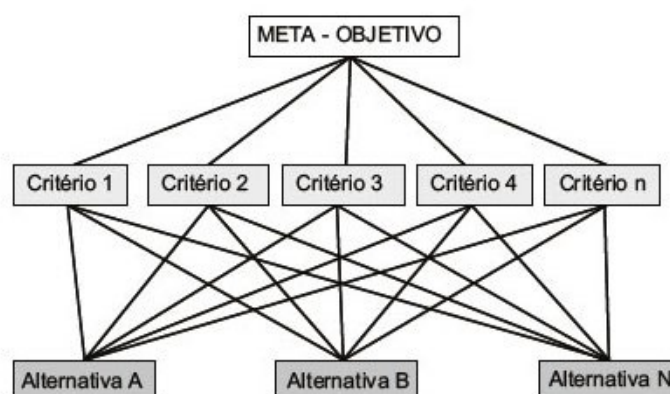 META - OBJETIVO
Critério 1
Critério 2
Critério 3
Critério 4
Critério n
Alternativa A
Alternativa B
Alternativa N